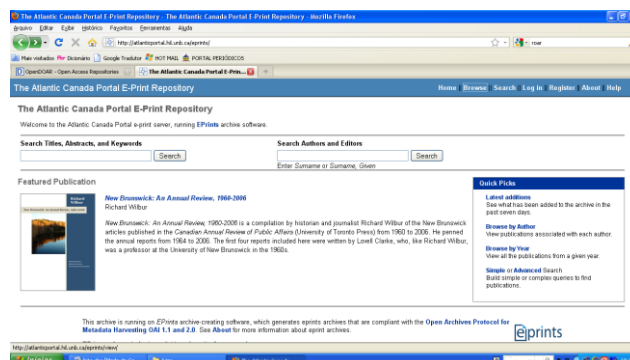 The Atlantic Canada Portal E-Print Repository - The Atlantic Canada Portal E-Print Repository - Mozilla Firefox
Arquivo Editar Exibir Histórico Favoritos Ferramentas Ajuda
http://atlanticportal.hil.unb.ca/eprints/
roar
Mais visitados Dicionário Google Tradutor HOT MAIL PORTAL PERIÓDICOS
OpenDOAR - Open Access Repositories
The Atlantic Canada Portal E-Prin...
The Atlantic Canada Portal E-Print Repository
Home | Browse | Search | Log in | Register | About | Help
The Atlantic Canada Portal E-Print Repository
Welcome to the Atlantic Canada Portal e-print server, running EPrints archive software.
Search Titles, Abstracts, and Keywords
Search
Search Authors and Editors
Search
Enter Surname or Surname, Given
Featured Publication
Richard Wilbur
New Brunswick: An Annual Review, 1960-2006
Richard Wilbur
New Brunswick: An Annual Review, 1960-2006 is a compilation by historian and journalist Richard Wilbur of the New Brunswick
articles published in the Canadian Annual Review of Public Affairs (University of Toronto Press) from 1960 to 2006. He penned
the annual reports from 1964 to 2006. The first four reports included here were written by Lovell Clarke, who, like Richard Wilbur,
was a professor at the University of New Brunswick in the 1960s.
Quick Picks
Latest additions
See what has been added to the archive in the
past seven days.
Browse by Author
View publications associated with each author.
Browse by Year
View all the publications from a given year.
Simple or Advanced Search
Build simple or complex queries to find
publications.
This archive is running on EPrints archive-creating software, which generates eprints archives that are compliant with the Open Archives Protocol for
Metadata Harvesting OAI 1.1 and 2.0. See About for more information about eprint archives.
eprints
http://atlanticportal.hil.unb.ca/eprints/view/